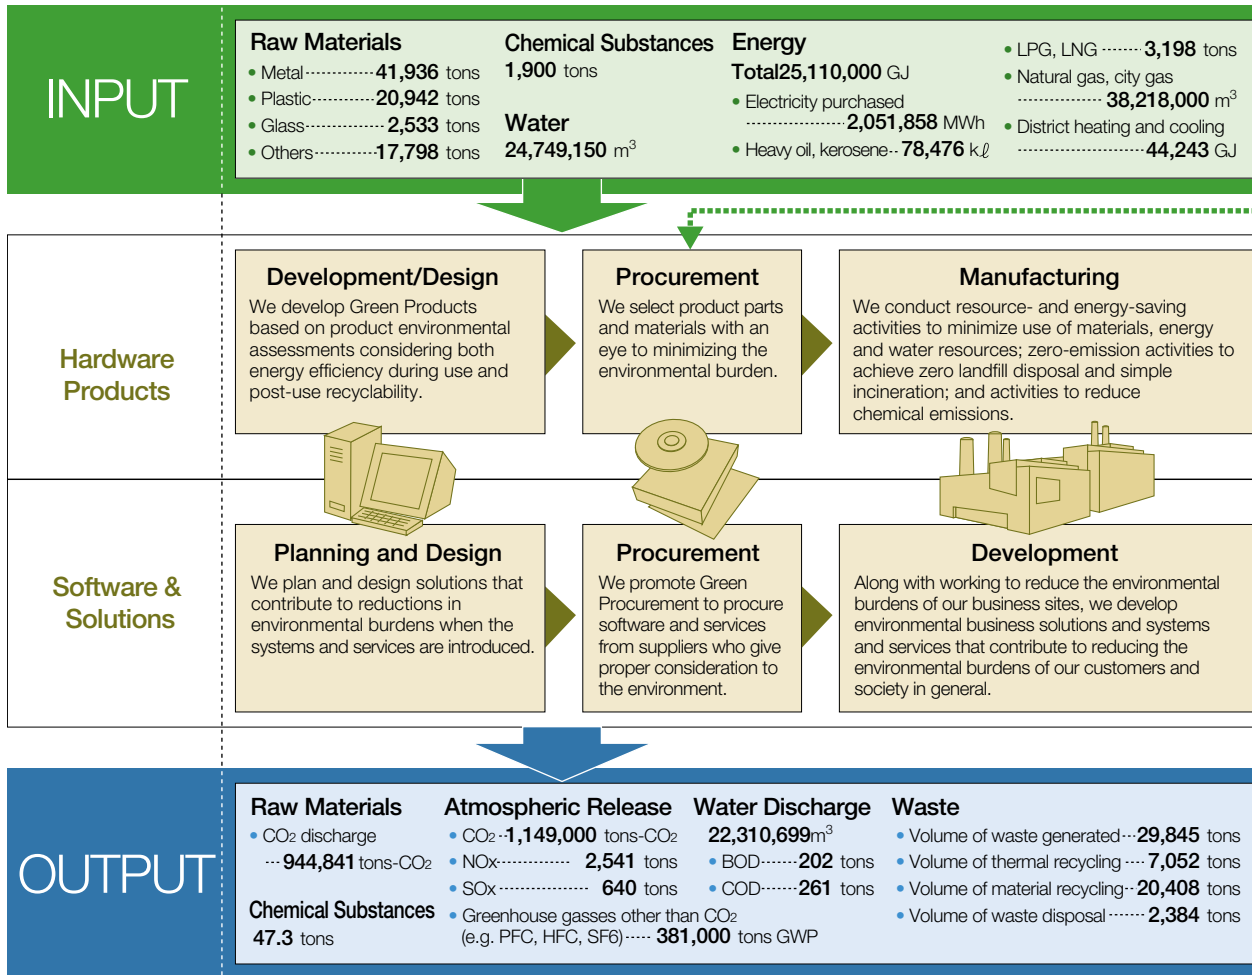 INPUT
Raw Materials
• Metal 41,936 tons
• Plastic 20,942 tons
• Glass 2,533 tons
• Others 17,798 tons
Chemical Substances
1,900 tons
Water
24,749,150 m³
Energy
Total25,110,000 GJ
• Electricity purchased
2,051,858 MWh
• Heavy oil, kerosene 78,476 kℓ
• LPG, LNG 3,198 tons
• Natural gas, city gas
38,218,000 m³
• District heating and cooling
44,243 GJ
Hardware
Products
Development/Design
We develop Green Products
based on product environmental
assessments considering both
energy efficiency during use and
post-use recyclability.
Procurement
We select product parts
and materials with an
eye to minimizing the
environmental burden.
Manufacturing
We conduct resource- and energy-saving
activities to minimize use of materials, energy
and water resources; zero-emission activities to
achieve zero landfill disposal and simple
incineration; and activities to reduce
chemical emissions.
Software &
Solutions
Planning and Design
We plan and design solutions that
contribute to reductions in
environmental burdens when the
systems and services are introduced.
Procurement
We promote Green
Procurement to procure
software and services
from suppliers who give
proper consideration to
the environment.
Development
Along with working to reduce the environmental
burdens of our business sites, we develop
environmental business solutions and systems
and services that contribute to reducing the
environmental burdens of our customers and
society in general.
OUTPUT
Raw Materials
• CO₂ discharge
944,841 tons-CO₂
Chemical Substances
47.3 tons
Atmospheric Release
• CO₂ 1,149,000 tons-CO₂
• NOx 2,541 tons
• SOx 640 tons
• Greenhouse gasses other than CO₂
(e.g. PFC, HFC, SF6) 381,000 tons GWP
Water Discharge
22,310,699m³
• BOD 202 tons
• COD 261 tons
Waste
• Volume of waste generated 29,845 tons
• Volume of thermal recycling 7,052 tons
• Volume of material recycling 20,408 tons
• Volume of waste disposal 2,384 tons